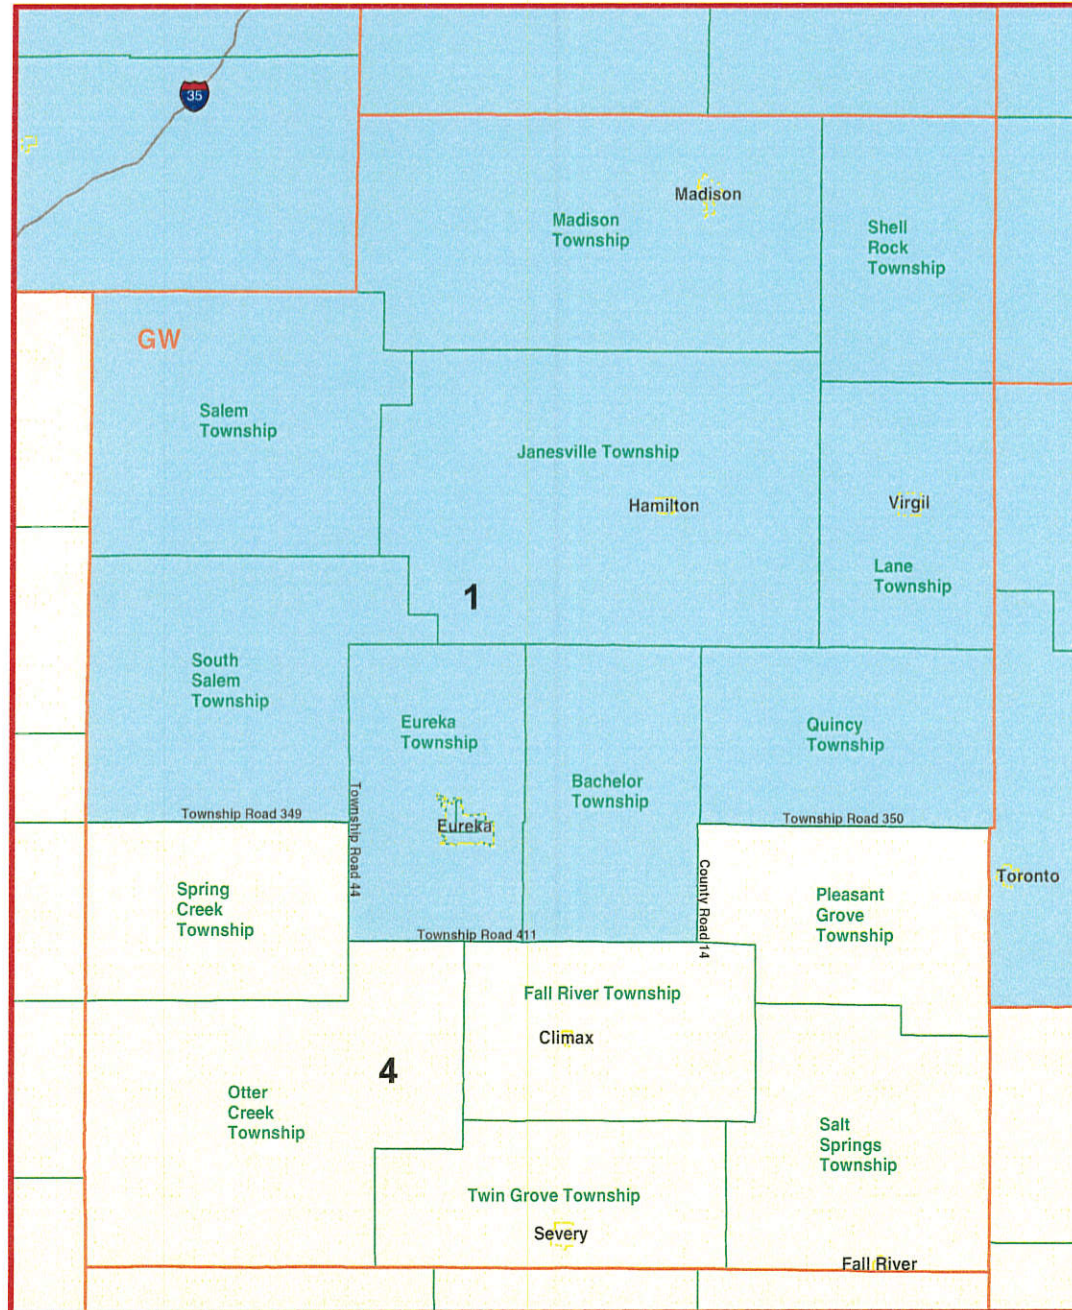 35
Madison
Madison
Township
Shell
Rock
Township
GW
Salem
Township
Janesville Township
Hamilton
Virgil
Lane
Township
1
South
Salem
Township
Eureka
Township
Quincy
Township
Bachelor
Township
Township Road 349
Township Road 44
Eureka
Township Road 350
County Road 14
Toronto
Spring
Creek
Township
Pleasant
Grove
Township
Township Road 411
Fall River Township
Climax
4
Otter
Creek
Township
Salt
Springs
Township
Twin Grove Township
Severy
Fall River